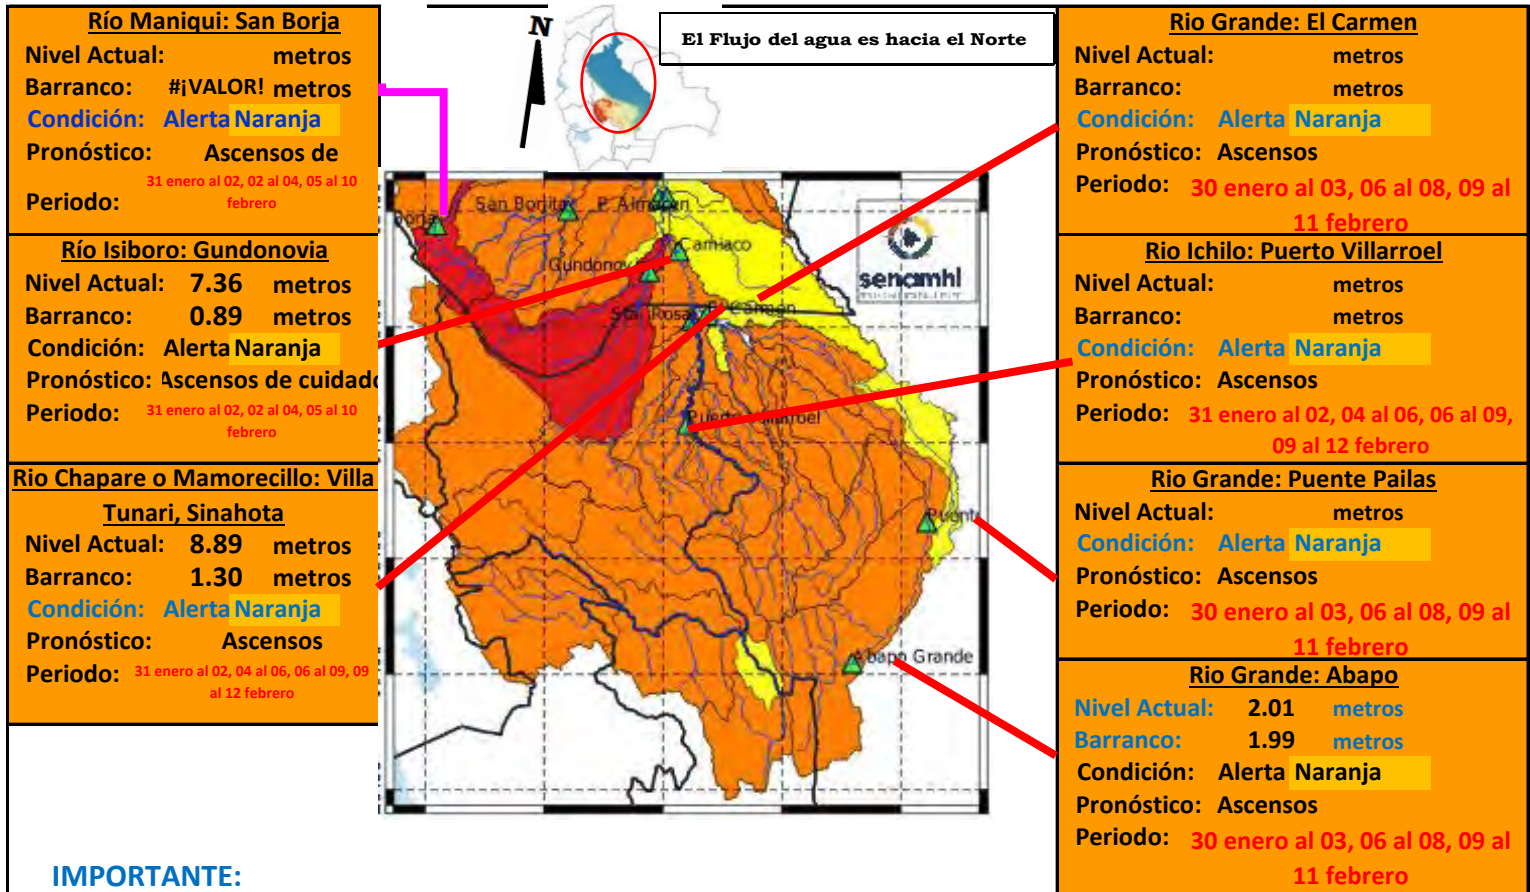 Río Maniqui: San Borja
Nivel Actual: metros
Barranco: #¡VALOR! metros
Condición: Alerta Naranja
Pronóstico: Ascensos de
Periodo: 31 enero al 02, 02 al 04, 05 al 10
febrero
Río Isiboro: Gundonovia
Nivel Actual: 7.36 metros
Barranco: 0.89 metros
Condición: Alerta Naranja
Pronóstico: Ascensos de cuidado
Periodo: 31 enero al 02, 02 al 04, 05 al 10
febrero
Rio Chapare o Mamorecillo: Villa
Tunari, Sinahota
Nivel Actual: 8.89 metros
Barranco: 1.30 metros
Condición: Alerta Naranja
Pronóstico: Ascensos
Periodo: 31 enero al 02, 04 al 06, 06 al 09, 09
al 12 febrero
IMPORTANTE:
N
El Flujo del agua es hacia el Norte
Borja
San Borjita
P. Almacen
Camiaco
Gundonov
senamhi
Sta. Rosa
El Carmen
Puerto Villarroel
Puent
Abapo Grande
Rio Grande: El Carmen
Nivel Actual: metros
Barranco: metros
Condición: Alerta Naranja
Pronóstico: Ascensos
Periodo: 30 enero al 03, 06 al 08, 09 al
11 febrero
Rio Ichilo: Puerto Villarroel
Nivel Actual: metros
Barranco: metros
Condición: Alerta Naranja
Pronóstico: Ascensos
Periodo: 31 enero al 02, 04 al 06, 06 al 09,
09 al 12 febrero
Rio Grande: Puente Pailas
Nivel Actual: metros
Condición: Alerta Naranja
Pronóstico: Ascensos
Periodo: 30 enero al 03, 06 al 08, 09 al
11 febrero
Rio Grande: Abapo
Nivel Actual: 2.01 metros
Barranco: 1.99 metros
Condición: Alerta Naranja
Pronóstico: Ascensos
Periodo: 30 enero al 03, 06 al 08, 09 al
11 febrero